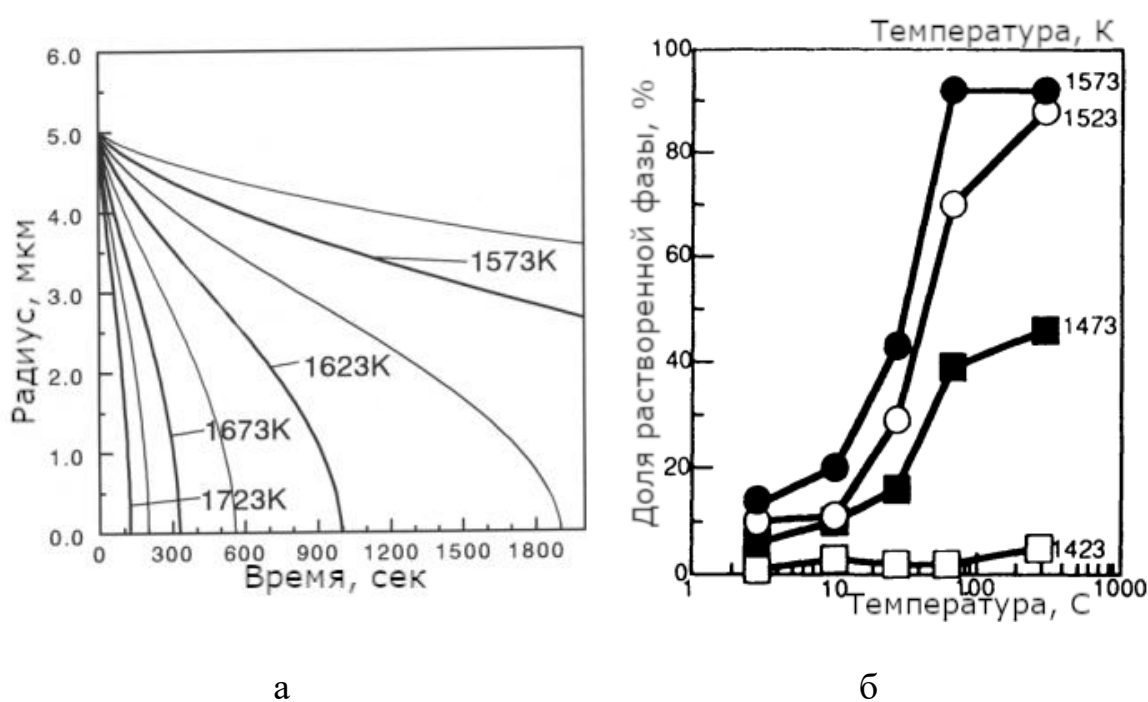 Температура, К
6.0
5.0
4.0
3.0
2.0
1.0
0.0
Радиус, мкм
1573K
1623K
1673K
1723K
0 300 600 900 1200 1500 1800
Время, сек
100
80
60
40
20
0
Доля растворенной фазы, %
1573
1523
1473
1423
1 10 100 1000
Температура, С
а б